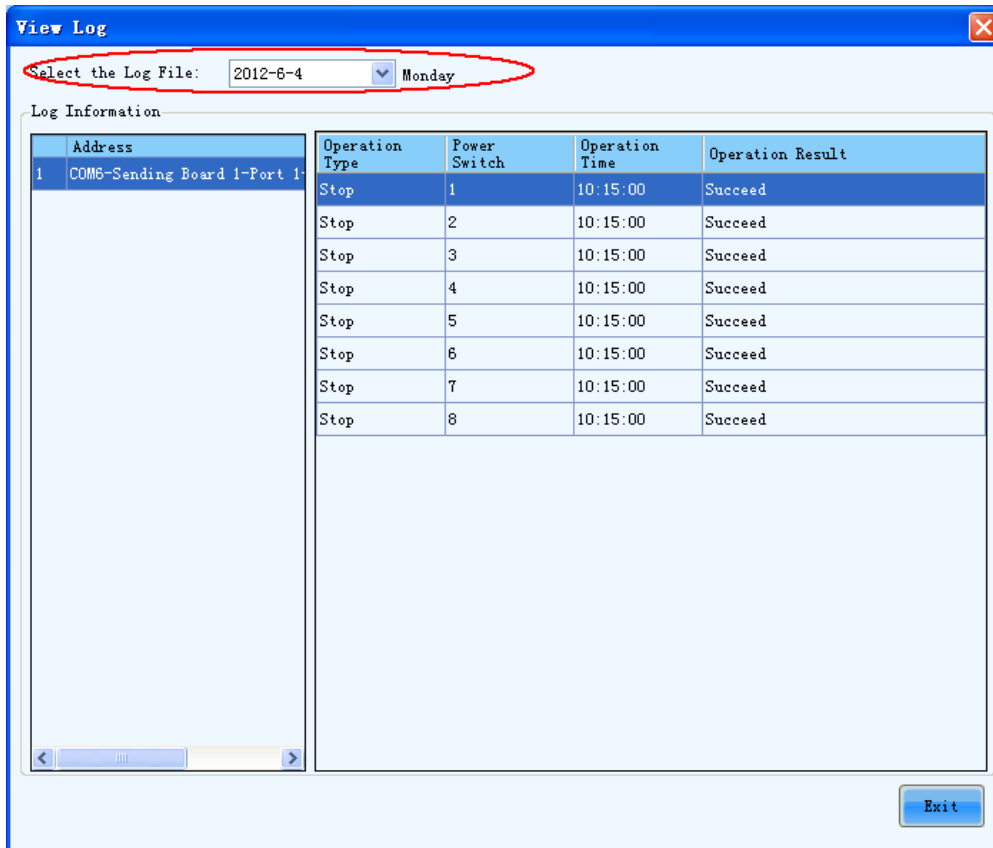 View Log
Select the Log File: 2012-6-4 Monday
Log Information
Address
1 COM6-Sending Board 1-Port 1-
Operation Type Power Switch Operation Time Operation Result
Stop 1 10:15:00 Succeed
Stop 2 10:15:00 Succeed
Stop 3 10:15:00 Succeed
Stop 4 10:15:00 Succeed
Stop 5 10:15:00 Succeed
Stop 6 10:15:00 Succeed
Stop 7 10:15:00 Succeed
Stop 8 10:15:00 Succeed
Exit